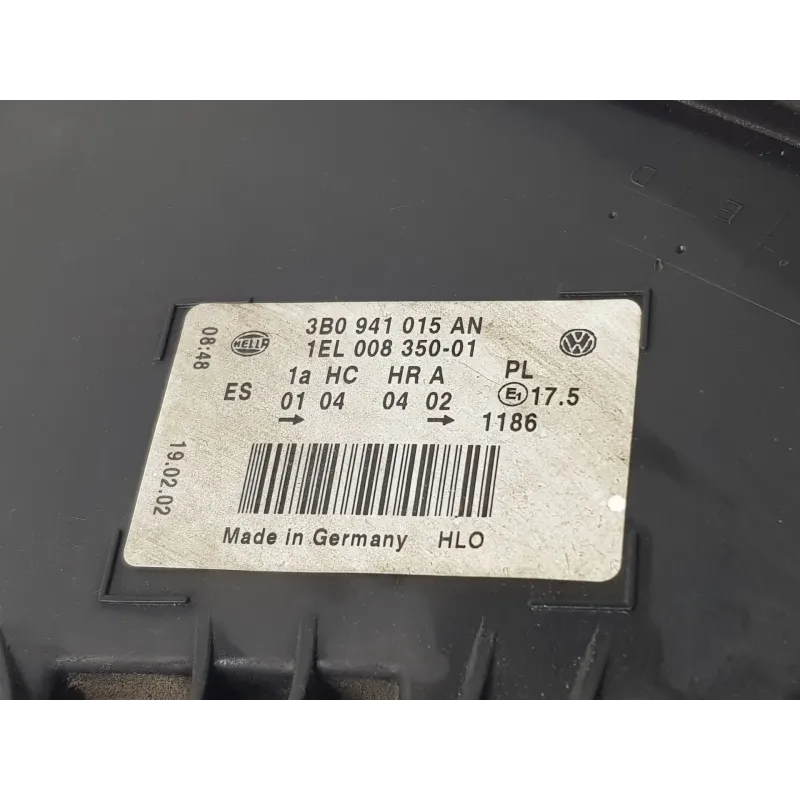 08:48
HELLA
3B0 941 015 AN
1EL 008 350-01
VW
ES 1a HC HR A PL
01 04 04 02 E1 17.5
→ → 1186
19.02.02
Made in Germany HLO